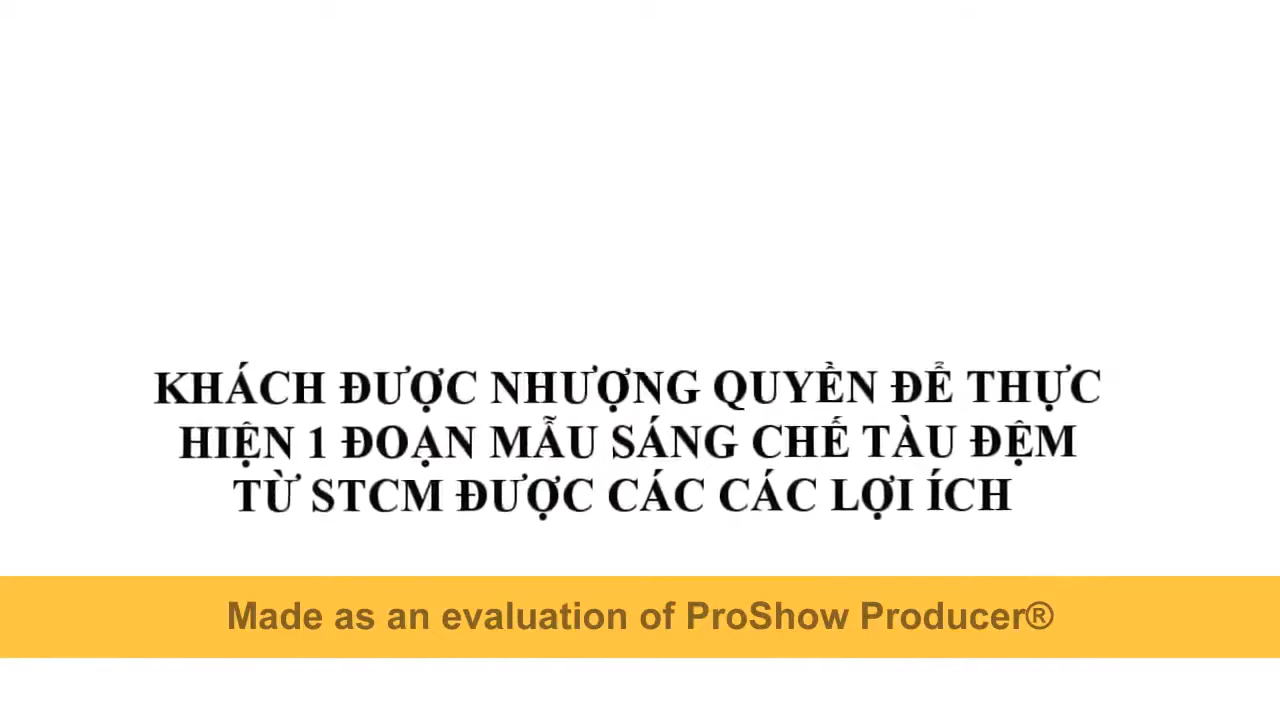 KHÁCH ĐƯỢC NHƯỢNG QUYỀN ĐỂ THỰC
HIỆN 1 ĐOẠN MẪU SÁNG CHẾ TÀU ĐỆM
TỪ STCM ĐƯỢC CÁC CÁC LỢI ÍCH
Made as an evaluation of ProShow Producer®